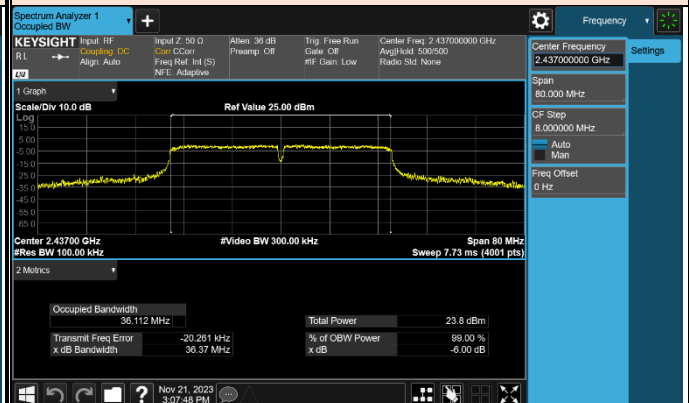 Spectrum Analyzer 1
Occupied BW
+
Frequency
KEYSIGHT
Input: RF
Coupling: DC
Align: Auto
Input Z: 50 Ω
Corr CCorr
Freq Ref: Int (S)
NFE: Adaptive
Atten: 36 dB
Preamp: Off
Trig: Free Run
Gate: Off
#IF Gain: Low
Center Freq: 2.437000000 GHz
Avg|Hold: 500/500
Radio Std: None
R L
LXI
Center Frequency
2.437000000 GHz
Settings
Span
80.000 MHz
CF Step
8.000000 MHz
Auto
Man
Freq Offset
0 Hz
1 Graph
Scale/Div 10.0 dB
Ref Value 25.00 dBm
Log
15.0
5.00
-5.00
-15.0
-25.0
-35.0
-45.0
-55.0
-65.0
Center 2.43700 GHz
#Video BW 300.00 kHz
Span 80 MHz
#Res BW 100.00 kHz
Sweep 7.73 ms (4001 pts)
2 Metrics
Occupied Bandwidth
36.112 MHz
Total Power 23.8 dBm
Transmit Freq Error -20.261 kHz
% of OBW Power 99.00 %
x dB Bandwidth 36.37 MHz
x dB -6.00 dB
?
Nov 21, 2023
3:07:48 PM